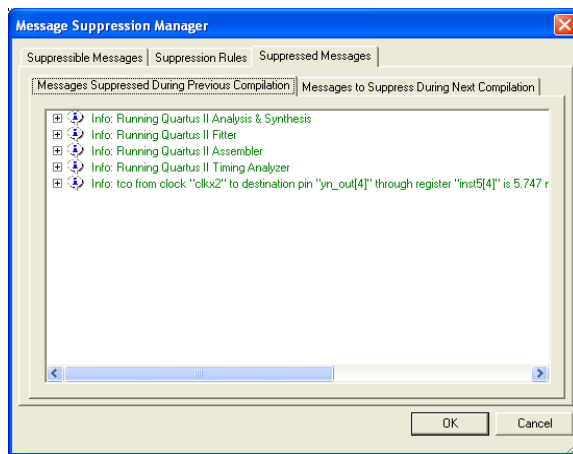 Message Suppression Manager
Suppressible Messages Suppression Rules Suppressed Messages
Messages Suppressed During Previous Compilation Messages to Suppress During Next Compilation
Info: Running Quartus II Analysis & Synthesis
Info: Running Quartus II Fitter
Info: Running Quartus II Assembler
Info: Running Quartus II Timing Analyzer
Info: tco from clock "clkx2" to destination pin "yn_out[4]" through register "inst5[4]" is 5.747 r
OK Cancel